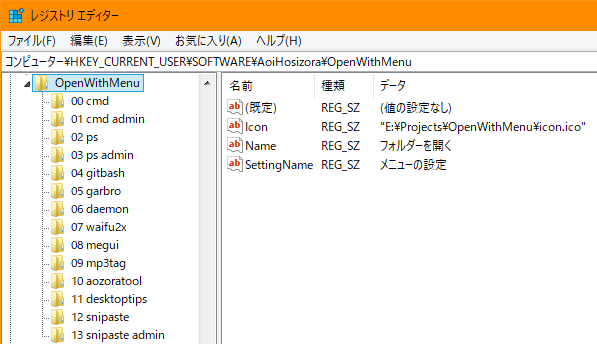 レジストリ エディター
ファイル(F) 編集(E) 表示(V) お気に入り(A) ヘルプ(H)
コンピューター¥HKEY_CURRENT_USER¥SOFTWARE¥AoiHosizora¥OpenWithMenu
OpenWithMenu
00 cmd
01 cmd admin
02 ps
03 ps admin
04 gitbash
05 garbro
06 daemon
07 waifu2x
08 megui
09 mp3tag
10 aozoratool
11 desktoptips
12 snipaste
13 snipaste admin
名前 種類 データ
(既定) REG_SZ (値の設定なし)
Icon REG_SZ "E:¥Projects¥OpenWithMenu¥icon.ico"
Name REG_SZ フォルダーを開く
SettingName REG_SZ メニューの設定